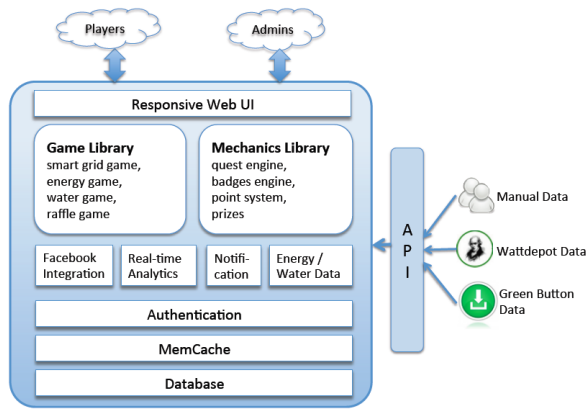 Players
Admins
Responsive Web UI
Game Library
smart grid game,
energy game,
water game,
raffle game
Mechanics Library
quest engine,
badges engine,
point system,
prizes
Facebook
Integration
Real-time
Analytics
Notifi-
cation
Energy /
Water Data
Authentication
MemCache
Database
A
P
I
Manual Data
Wattdepot Data
Green Button
Data